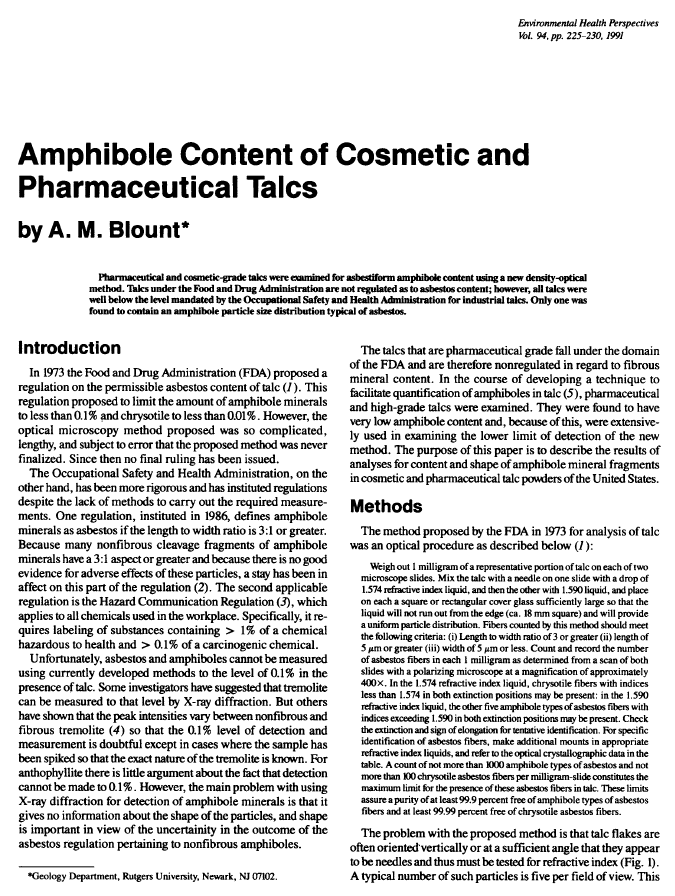 Environmental Health Perspectives
Vol. 94, pp. 225-230, 1991
Amphibole Content of Cosmetic and
Pharmaceutical Talcs
by A. M. Blount*
Pharmaceutical and cosmetic-grade talcs were examined for asbestiform amphibole content using a new density-optical
method. Talcs under the Food and Drug Administration are not regulated as to asbestos content; however, all talcs were
well below the level mandated by the Occupational Safety and Health Administration for industrial talcs. Only one was
found to contain an amphibole particle size distribution typical of asbestos.
Introduction
In 1973 the Food and Drug Administration (FDA) proposed a
regulation on the permissible asbestos content of talc (1). This
regulation proposed to limit the amount of amphibole minerals
to less than 0.1% and chrysotile to less than 0.01%. However, the
optical microscopy method proposed was so complicated,
lengthy, and subject to error that the proposed method was never
finalized. Since then no final ruling has been issued.
The Occupational Safety and Health Administration, on the
other hand, has been more rigorous and has instituted regulations
despite the lack of methods to carry out the required measure-
ments. One regulation, instituted in 1986, defines amphibole
minerals as asbestos if the length to width ratio is 3:1 or greater.
Because many nonfibrous cleavage fragments of amphibole
minerals have a 3:1 aspect or greater and because there is no good
evidence for adverse effects of these particles, a stay has been in
affect on this part of the regulation (2). The second applicable
regulation is the Hazard Communication Regulation (3), which
applies to all chemicals used in the workplace. Specifically, it re-
quires labeling of substances containing > 1% of a chemical
hazardous to health and > 0.1% of a carcinogenic chemical.
Unfortunately, asbestos and amphiboles cannot be measured
using currently developed methods to the level of 0.1% in the
presence of talc. Some investigators have suggested that tremolite
can be measured to that level by X-ray diffraction. But others
have shown that the peak intensities vary between nonfibrous and
fibrous tremolite (4) so that the 0.1% level of detection and
measurement is doubtful except in cases where the sample has
been spiked so that the exact nature of the tremolite is known. For
anthophyllite there is little argument about the fact that detection
cannot be made to 0.1%. However, the main problem with using
X-ray diffraction for detection of amphibole minerals is that it
gives no information about the shape of the particles, and shape
is important in view of the uncertainty in the outcome of the
asbestos regulation pertaining to nonfibrous amphiboles.
*Geology Department, Rutgers University, Newark, NJ 07102.
The talcs that are pharmaceutical grade fall under the domain
of the FDA and are therefore nonregulated in regard to fibrous
mineral content. In the course of developing a technique to
facilitate quantification of amphiboles in talc (5), pharmaceutical
and high-grade talcs were examined. They were found to have
very low amphibole content and, because of this, were extensive-
ly used in examining the lower limit of detection of the new
method. The purpose of this paper is to describe the results of
analyses for content and shape of amphibole mineral fragments
in cosmetic and pharmaceutical talc powders of the United States.
Methods
The method proposed by the FDA in 1973 for analysis of talc
was an optical procedure as described below (1):
Weigh out 1 milligram of a representative portion of talc on each of two
microscope slides. Mix the talc with a needle on one slide with a drop of
1.574 refractive index liquid, and then the other with 1.590 liquid, and place
on each a square or rectangular cover glass sufficiently large so that the
liquid will not run out from the edge (ca. 18 mm square) and will provide
a uniform particle distribution. Fibers counted by this method should meet
the following criteria: (i) Length to width ratio of 3 or greater (ii) length of
5 μm or greater (iii) width of 5 μm or less. Count and record the number
of asbestos fibers in each 1 milligram as determined from a scan of both
slides with a polarizing microscope at a magnification of approximately
400×. In the 1.574 refractive index liquid, chrysotile fibers with indices
less than 1.574 in both extinction positions may be present: in the 1.590
refractive index liquid, the other five amphibole types of asbestos fibers with
indices exceeding 1.590 in both extinction positions may be present. Check
the extinction and sign of elongation for tentative identification. For specific
identification of asbestos fibers, make additional mounts in appropriate
refractive index liquids, and refer to the optical crystallographic data in the
table. A count of not more than 1000 amphibole types of asbestos and not
more than 100 chrysotile asbestos fibers per milligram-slide constitutes the
maximum limit for the presence of these asbestos fibers in talc. These limits
assure a purity of at least 99.9 percent free of amphibole types of asbestos
fibers and at least 99.99 percent free of chrysotile asbestos fibers.
The problem with the proposed method is that talc flakes are
often oriented vertically or at a sufficient angle that they appear
to be needles and thus must be tested for refractive index (Fig. 1).
A typical number of such particles is five per field of view. This